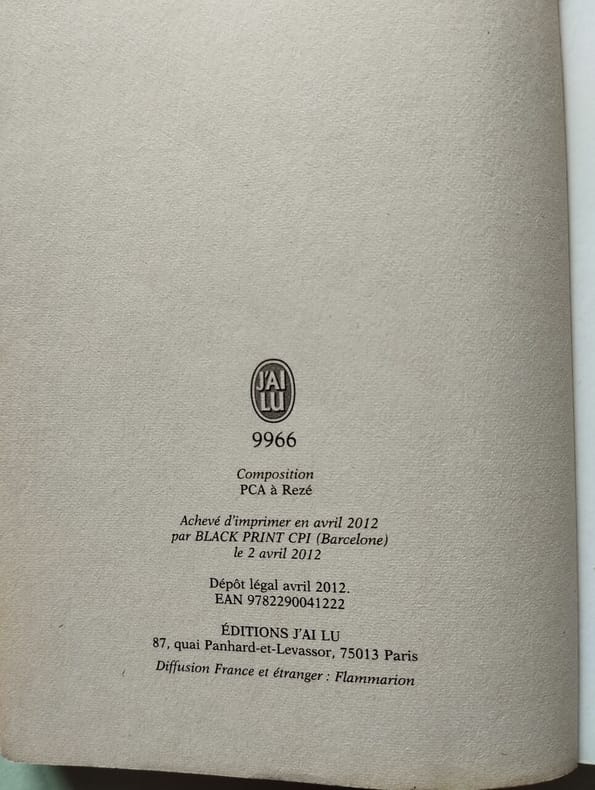 J'AI
LU
9966
Composition
PCA à Rezé
Achevé d'imprimer en avril 2012
par BLACK PRINT CPI (Barcelone)
le 2 avril 2012
Dépôt légal avril 2012.
EAN 9782290041222
ÉDITIONS J'AI LU
87, quai Panhard-et-Levassor, 75013 Paris
Diffusion France et étranger : Flammarion